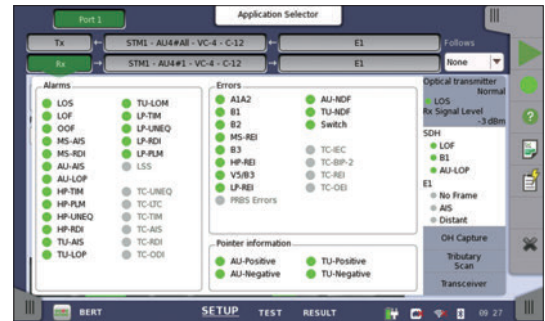 Port 1
Application Selector
Tx
STM1 - AU4#All - VC-4 - C-12
E1
Follows
Rx
STM1 - AU4#1 - VC-4 - C-12
E1
None
Alarms
LOS
LOF
OOF
MS-AIS
MS-RDI
AU-AIS
AU-LOP
HP-TIM
HP-PLM
HP-UNEQ
HP-RDI
TU-AIS
TU-LOP
TU-LOM
LP-TIM
LP-UNEQ
LP-RDI
LP-PLM
LSS
TC-UNEQ
TC-LTC
TC-TIM
TC-AIS
TC-RDI
TC-ODI
Errors
A1A2
B1
B2
MS-REI
B3
HP-REI
V5/B3
LP-REI
PRBS Errors
AU-NDF
TU-NDF
Switch
TC-IEC
TC-BIP-2
TC-REI
TC-OEI
Pointer information
AU-Positive
AU-Negative
TU-Positive
TU-Negative
Optical transmitter
Normal
LOS
Rx Signal Level
-3 dBm
SDH
LOF
B1
AU-LOP
E1
No Frame
AIS
Distant
OH Capture
Tributary
Scan
Transceiver
BERT
SETUP
TEST
RESULT
09 27